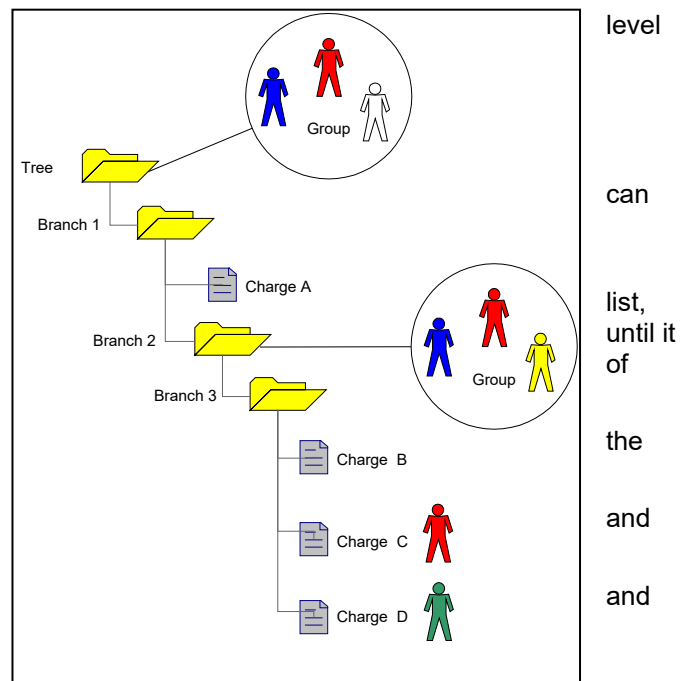 level
Group
Tree
can
Branch 1
Charge A
list,
until it
Branch 2
of
Group
Branch 3
the
Charge B
and
Charge C
and
Charge D